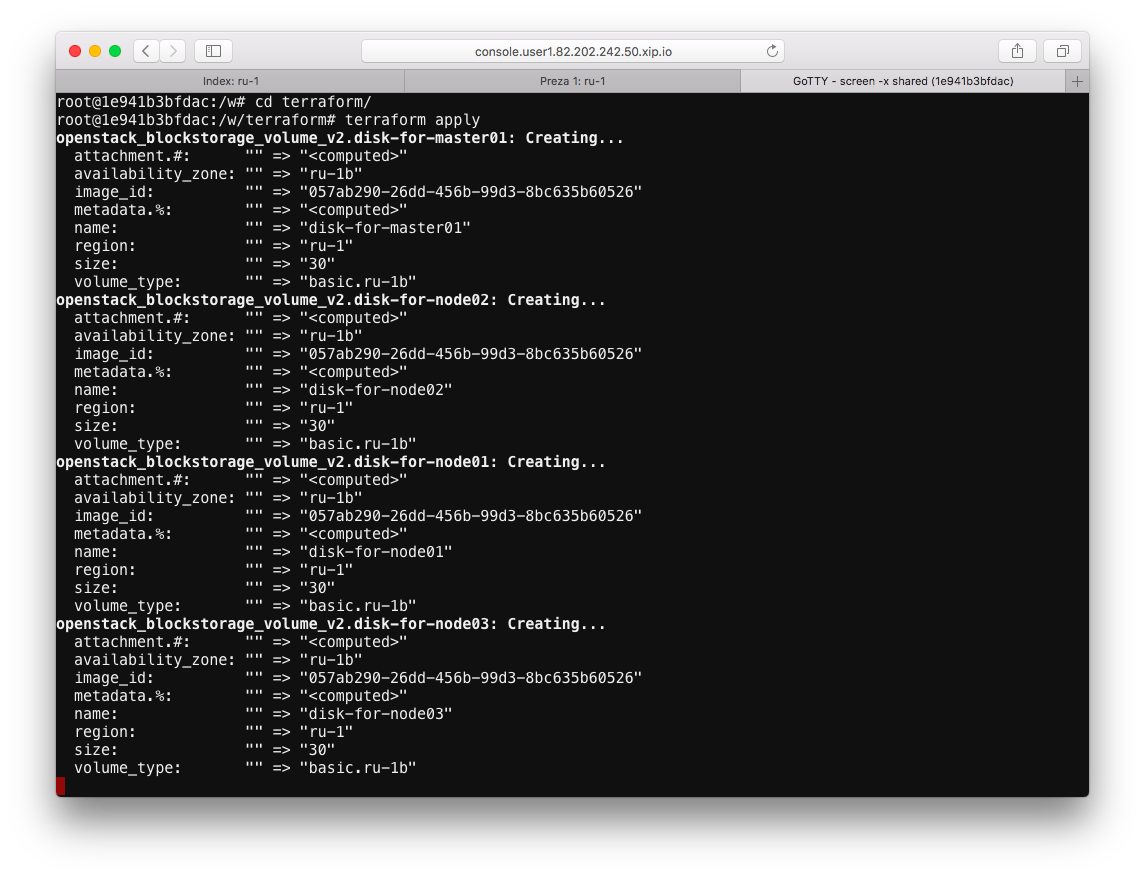 console.user1.82.202.242.50.xip.io
Index: ru-1
Preza 1: ru-1
GoTTY - screen -x shared (1e941b3bfdac)
root@1e941b3bfdac:/w# cd terraform/
root@1e941b3bfdac:/w/terraform# terraform apply
openstack_blockstorage_volume_v2.disk-for-master01: Creating...
  attachment.#:      "" => "<computed>"
  availability_zone: "" => "ru-1b"
  image_id:          "" => "057ab290-26dd-456b-99d3-8bc635b60526"
  metadata.%:        "" => "<computed>"
  name:              "" => "disk-for-master01"
  region:            "" => "ru-1"
  size:              "" => "30"
  volume_type:       "" => "basic.ru-1b"
openstack_blockstorage_volume_v2.disk-for-node02: Creating...
  attachment.#:      "" => "<computed>"
  availability_zone: "" => "ru-1b"
  image_id:          "" => "057ab290-26dd-456b-99d3-8bc635b60526"
  metadata.%:        "" => "<computed>"
  name:              "" => "disk-for-node02"
  region:            "" => "ru-1"
  size:              "" => "30"
  volume_type:       "" => "basic.ru-1b"
openstack_blockstorage_volume_v2.disk-for-node01: Creating...
  attachment.#:      "" => "<computed>"
  availability_zone: "" => "ru-1b"
  image_id:          "" => "057ab290-26dd-456b-99d3-8bc635b60526"
  metadata.%:        "" => "<computed>"
  name:              "" => "disk-for-node01"
  region:            "" => "ru-1"
  size:              "" => "30"
  volume_type:       "" => "basic.ru-1b"
openstack_blockstorage_volume_v2.disk-for-node03: Creating...
  attachment.#:      "" => "<computed>"
  availability_zone: "" => "ru-1b"
  image_id:          "" => "057ab290-26dd-456b-99d3-8bc635b60526"
  metadata.%:        "" => "<computed>"
  name:              "" => "disk-for-node03"
  region:            "" => "ru-1"
  size:              "" => "30"
  volume_type:       "" => "basic.ru-1b"